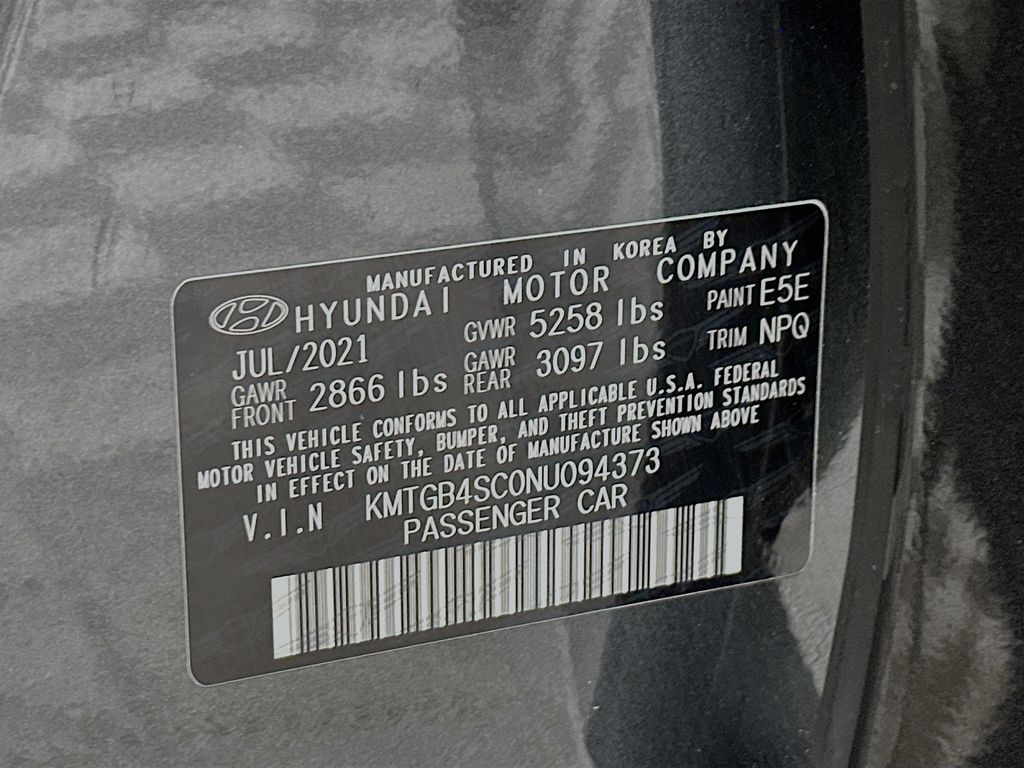 MANUFACTURED IN KOREA BY
HYUNDAI MOTOR COMPANY
JUL/2021 GVWR 5258 lbs PAINT E5E
GAWR FRONT 2866 lbs GAWR REAR 3097 lbs TRIM NPQ
THIS VEHICLE CONFORMS TO ALL APPLICABLE U.S.A. FEDERAL
MOTOR VEHICLE SAFETY, BUMPER, AND THEFT PREVENTION STANDARDS
IN EFFECT ON THE DATE OF MANUFACTURE SHOWN ABOVE
V.I.N KMTGB4SC0NU094373
PASSENGER CAR